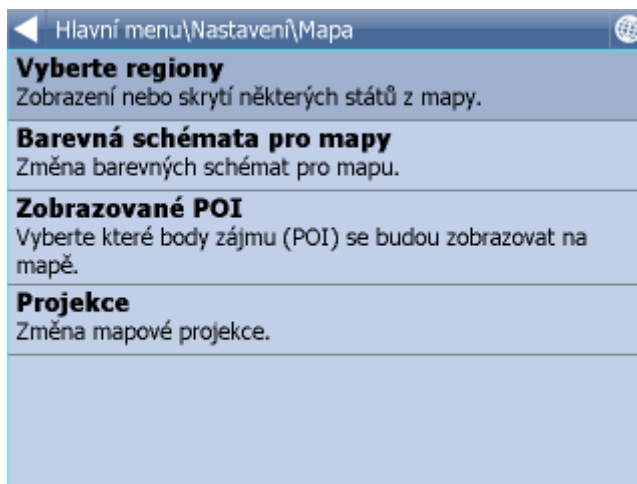 Hlavní menu\Nastavení\Mapa
Vyberte regiony
Zobrazení nebo skrytí některých států z mapy.
Barevná schémata pro mapy
Změna barevných schémat pro mapu.
Zobrazované POI
Vyberte které body zájmu (POI) se budou zobrazovat na
mapě.
Projekce
Změna mapové projekce.